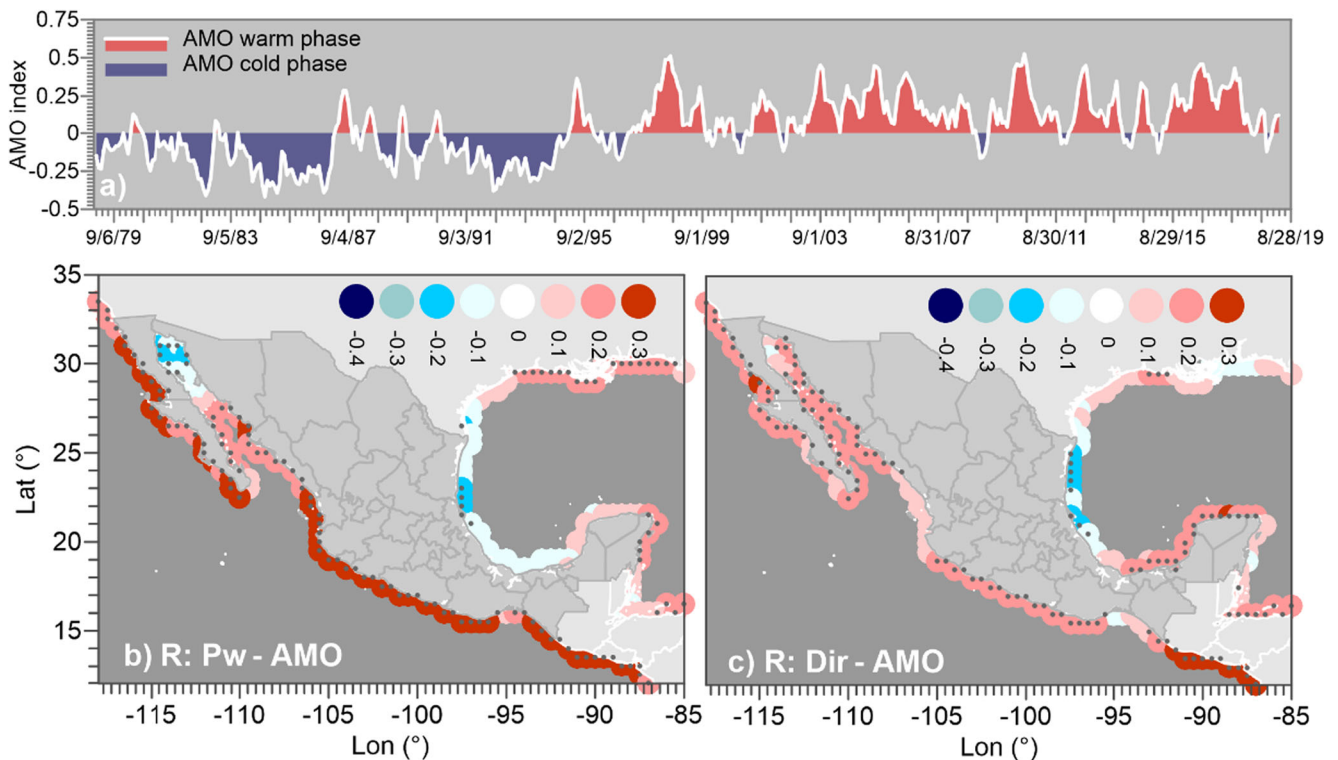 0.75
AMO warm phase
0.5
AMO cold phase
0.25
0
-0.25
-0.5
AMO index
a)
9/6/79 9/5/83 9/4/87 9/3/91 9/2/95 9/1/99 9/1/03 8/31/07 8/30/11 8/29/15 8/28/19
35
30
25
20
15
Lat (°)
-0.4 -0.3 -0.2 -0.1 0 0.1 0.2 0.3
b) R: Pw - AMO
-115 -110 -105 -100 -95 -90 -85
Lon (°)
-0.4 -0.3 -0.2 -0.1 0 0.1 0.2 0.3
c) R: Dir - AMO
-115 -110 -105 -100 -95 -90 -85
Lon (°)